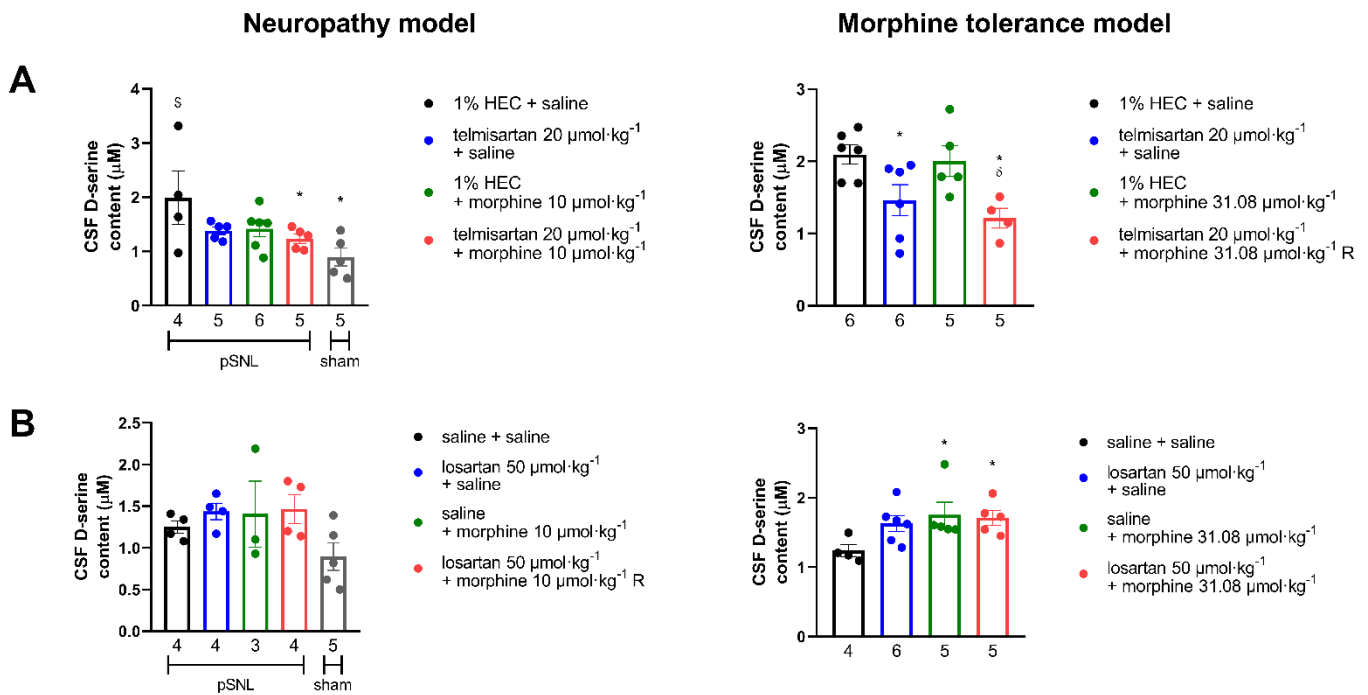 Neuropathy model
Morphine tolerance model
A
CSF D-serine
content (µM)
4
3
2
1
0
$
*
*
4
5
6
5
5
pSNL
sham
1% HEC + saline
telmisartan 20 µmol·kg⁻¹
+ saline
1% HEC
+ morphine 10 µmol·kg⁻¹
telmisartan 20 µmol·kg⁻¹
+ morphine 10 µmol·kg⁻¹
CSF D-serine
content (µM)
3
2
1
0
*
*
δ
6
6
5
5
1% HEC + saline
telmisartan 20 µmol·kg⁻¹
+ saline
1% HEC
+ morphine 31.08 µmol·kg⁻¹
telmisartan 20 µmol·kg⁻¹
+ morphine 31.08 µmol·kg⁻¹ R
B
CSF D-serine
content (µM)
2.5
2.0
1.5
1.0
0.5
0.0
4
4
3
4
5
pSNL
sham
saline + saline
losartan 50 µmol·kg⁻¹
+ saline
saline
+ morphine 10 µmol·kg⁻¹
losartan 50 µmol·kg⁻¹
+ morphine 10 µmol·kg⁻¹ R
CSF D-serine
content (µM)
3
2
1
0
*
*
4
6
5
5
saline + saline
losartan 50 µmol·kg⁻¹
+ saline
saline
+ morphine 31.08 µmol·kg⁻¹
losartan 50 µmol·kg⁻¹
+ morphine 31.08 µmol·kg⁻¹